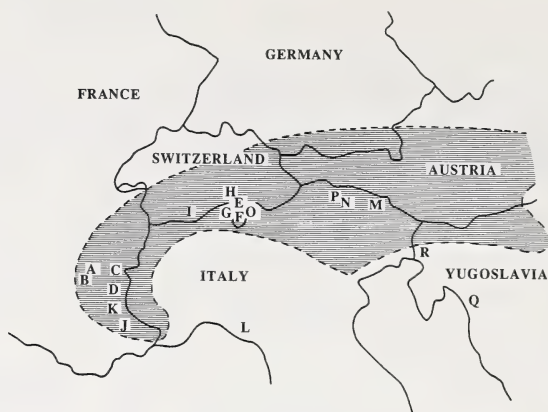 GERMANY
FRANCE
SWITZERLAND
AUSTRIA
H
E
I G F O
P N M
A C
B
D
K
J
ITALY
R
YUGOSLAVIA
L
Q